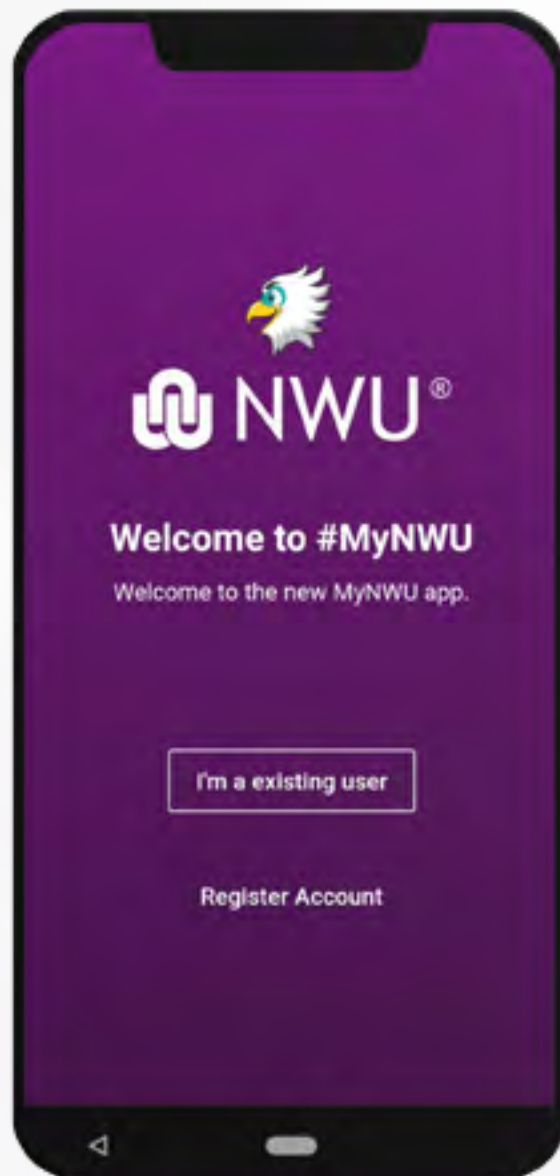 NWU®
Welcome to #MyNWU
Welcome to the new MyNWU app.
I'm a existing user
Register Account